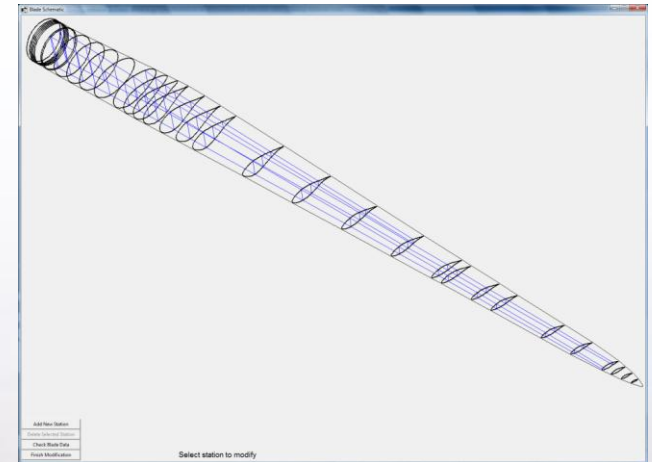 Blade Schematic
Add New Station
Delete Selected Station
Check Blade Data
Finish Modification
Select station to modify